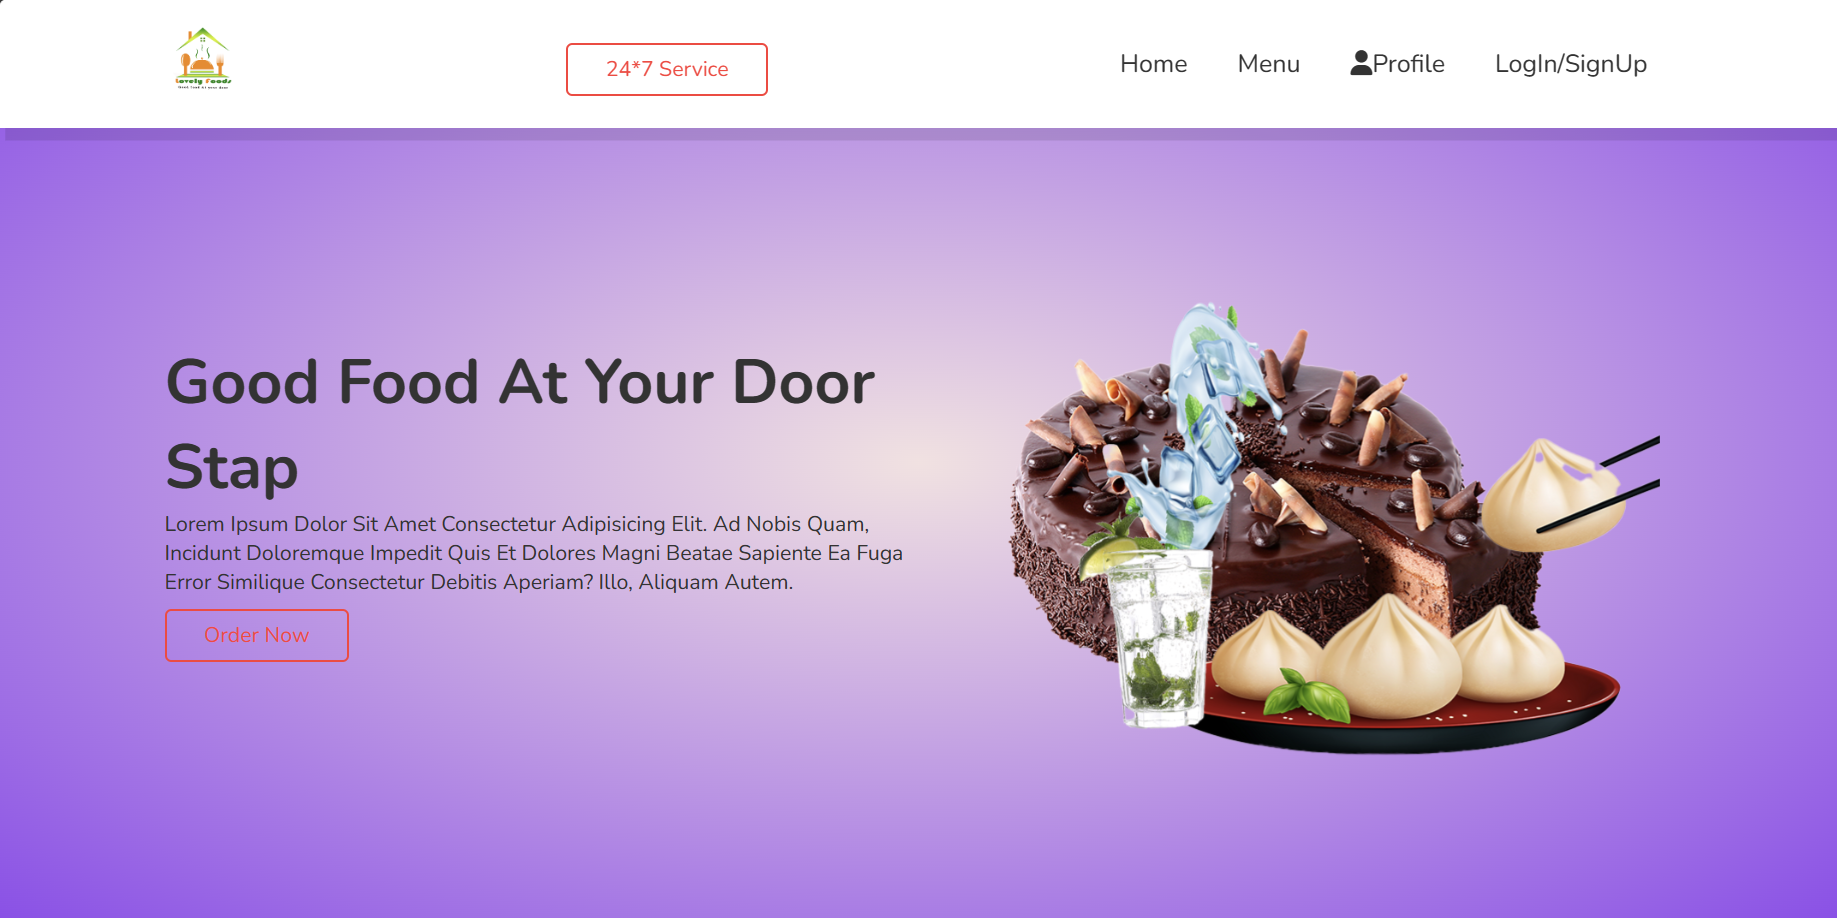 Lovely Foods
24*7 Service
Home
Menu
Profile
LogIn/SignUp
Good Food At Your Door
Stap
Lorem Ipsum Dolor Sit Amet Consectetur Adipisicing Elit. Ad Nobis Quam,
Incidunt Doloremque Impedit Quis Et Dolores Magni Beatae Sapiente Ea Fuga
Error Similique Consectetur Debitis Aperiam? Illo, Aliquam Autem.
Order Now